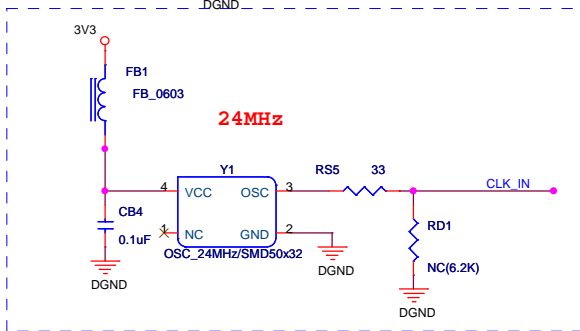 DGND
3V3
FB1
FB_0603
24MHz
Y1
RS5 33
4 VCC OSC 3
CLK_IN
CB4
0.1uF
1 NC GND 2
RD1
OSC_24MHz/SMD50x32
NC(6.2K)
DGND
DGND
DGND